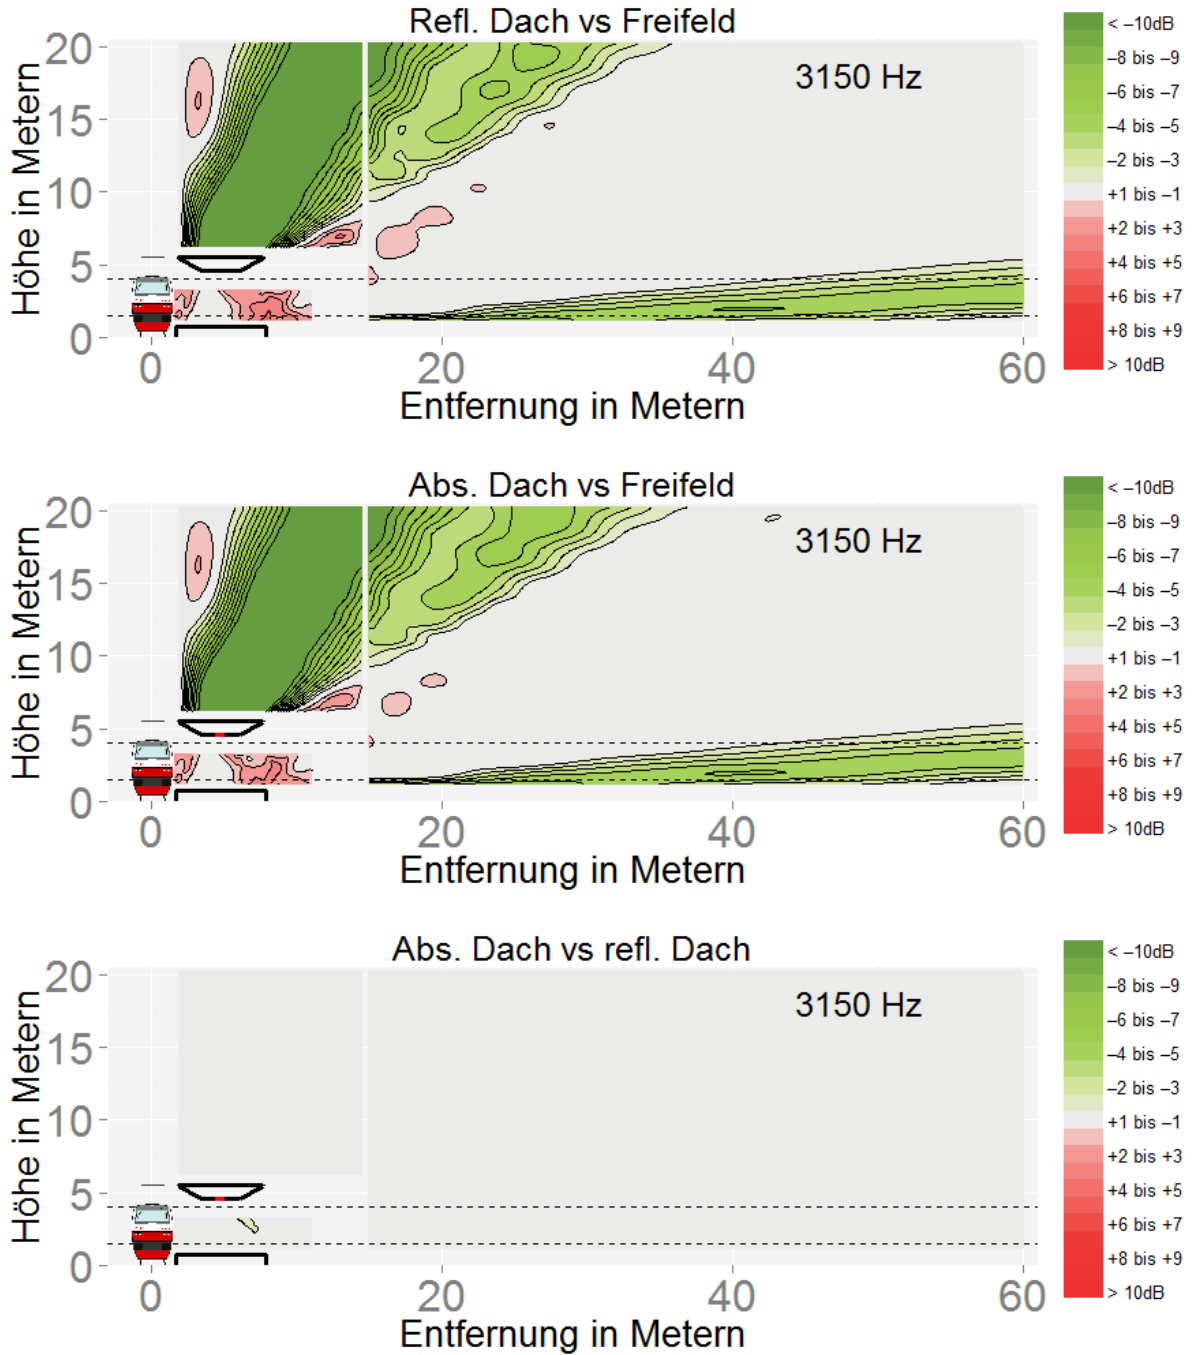 Refl. Dach vs Freifeld
3150 Hz
Höhe in Metern
20
15
10
5
0
0 20 40 60
Entfernung in Metern
< –10dB
–8 bis –9
–6 bis –7
–4 bis –5
–2 bis –3
+1 bis –1
+2 bis +3
+4 bis +5
+6 bis +7
+8 bis +9
> 10dB
Abs. Dach vs Freifeld
3150 Hz
Höhe in Metern
20
15
10
5
0
0 20 40 60
Entfernung in Metern
< –10dB
–8 bis –9
–6 bis –7
–4 bis –5
–2 bis –3
+1 bis –1
+2 bis +3
+4 bis +5
+6 bis +7
+8 bis +9
> 10dB
Abs. Dach vs refl. Dach
3150 Hz
Höhe in Metern
20
15
10
5
0
0 20 40 60
Entfernung in Metern
< –10dB
–8 bis –9
–6 bis –7
–4 bis –5
–2 bis –3
+1 bis –1
+2 bis +3
+4 bis +5
+6 bis +7
+8 bis +9
> 10dB